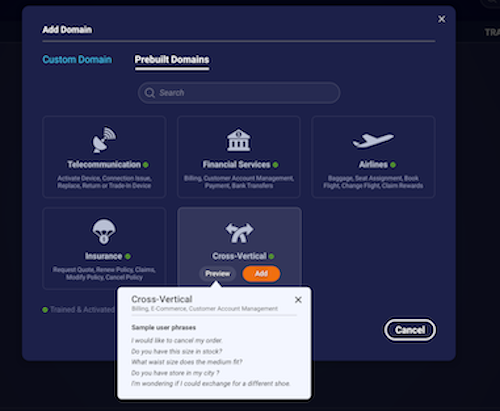 Add Domain
TRA
Custom Domain
Prebuilt Domains
Search
Telecommunication
Activate Device, Connection Issue,
Replace, Return or Trade-In Device
Financial Services
Billing, Customer Account Management,
Payment, Bank Transfers
Airlines
Baggage, Seat Assignment, Book
Flight, Change Flight, Claim Rewards
Insurance
Request Quote, Renew Policy, Claims,
Modify Policy, Cancel Policy
Cross-Vertical
Preview
Add
Trained & Activated
Cross-Vertical
Billing, E-Commerce, Customer Account Management
Sample user phrases
I would like to cancel my order.
Do you have this size in stock?
What waist size does the medium fit?
Do you have store in my city ?
I'm wondering if I could exchange for a different shoe.
Cancel